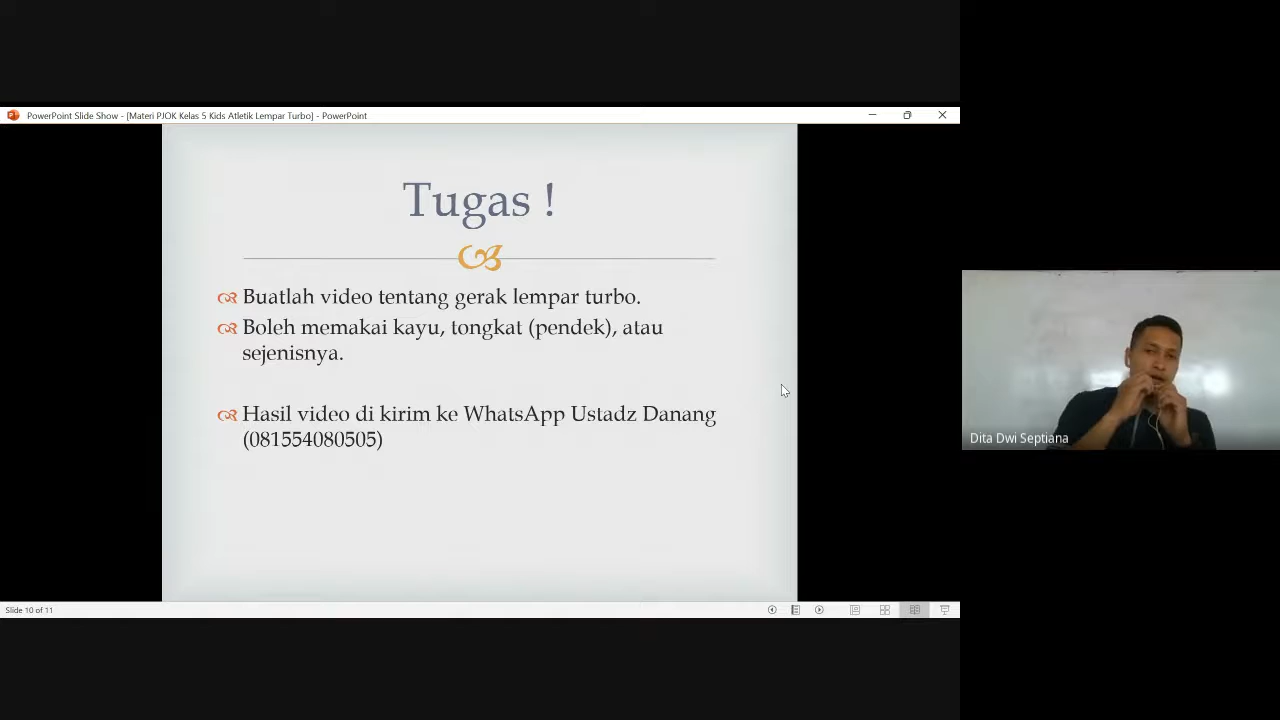 PowerPoint Slide Show - [Materi PJOK Kelas 5 Kids Atletik Lempar Turbo] - PowerPoint
Tugas !
Buatlah video tentang gerak lempar turbo.
Boleh memakai kayu, tongkat (pendek), atau
sejenisnya.
Hasil video di kirim ke WhatsApp Ustadz Danang
(081554080505)
Dita Dwi Septiana
Slide 10 of 11